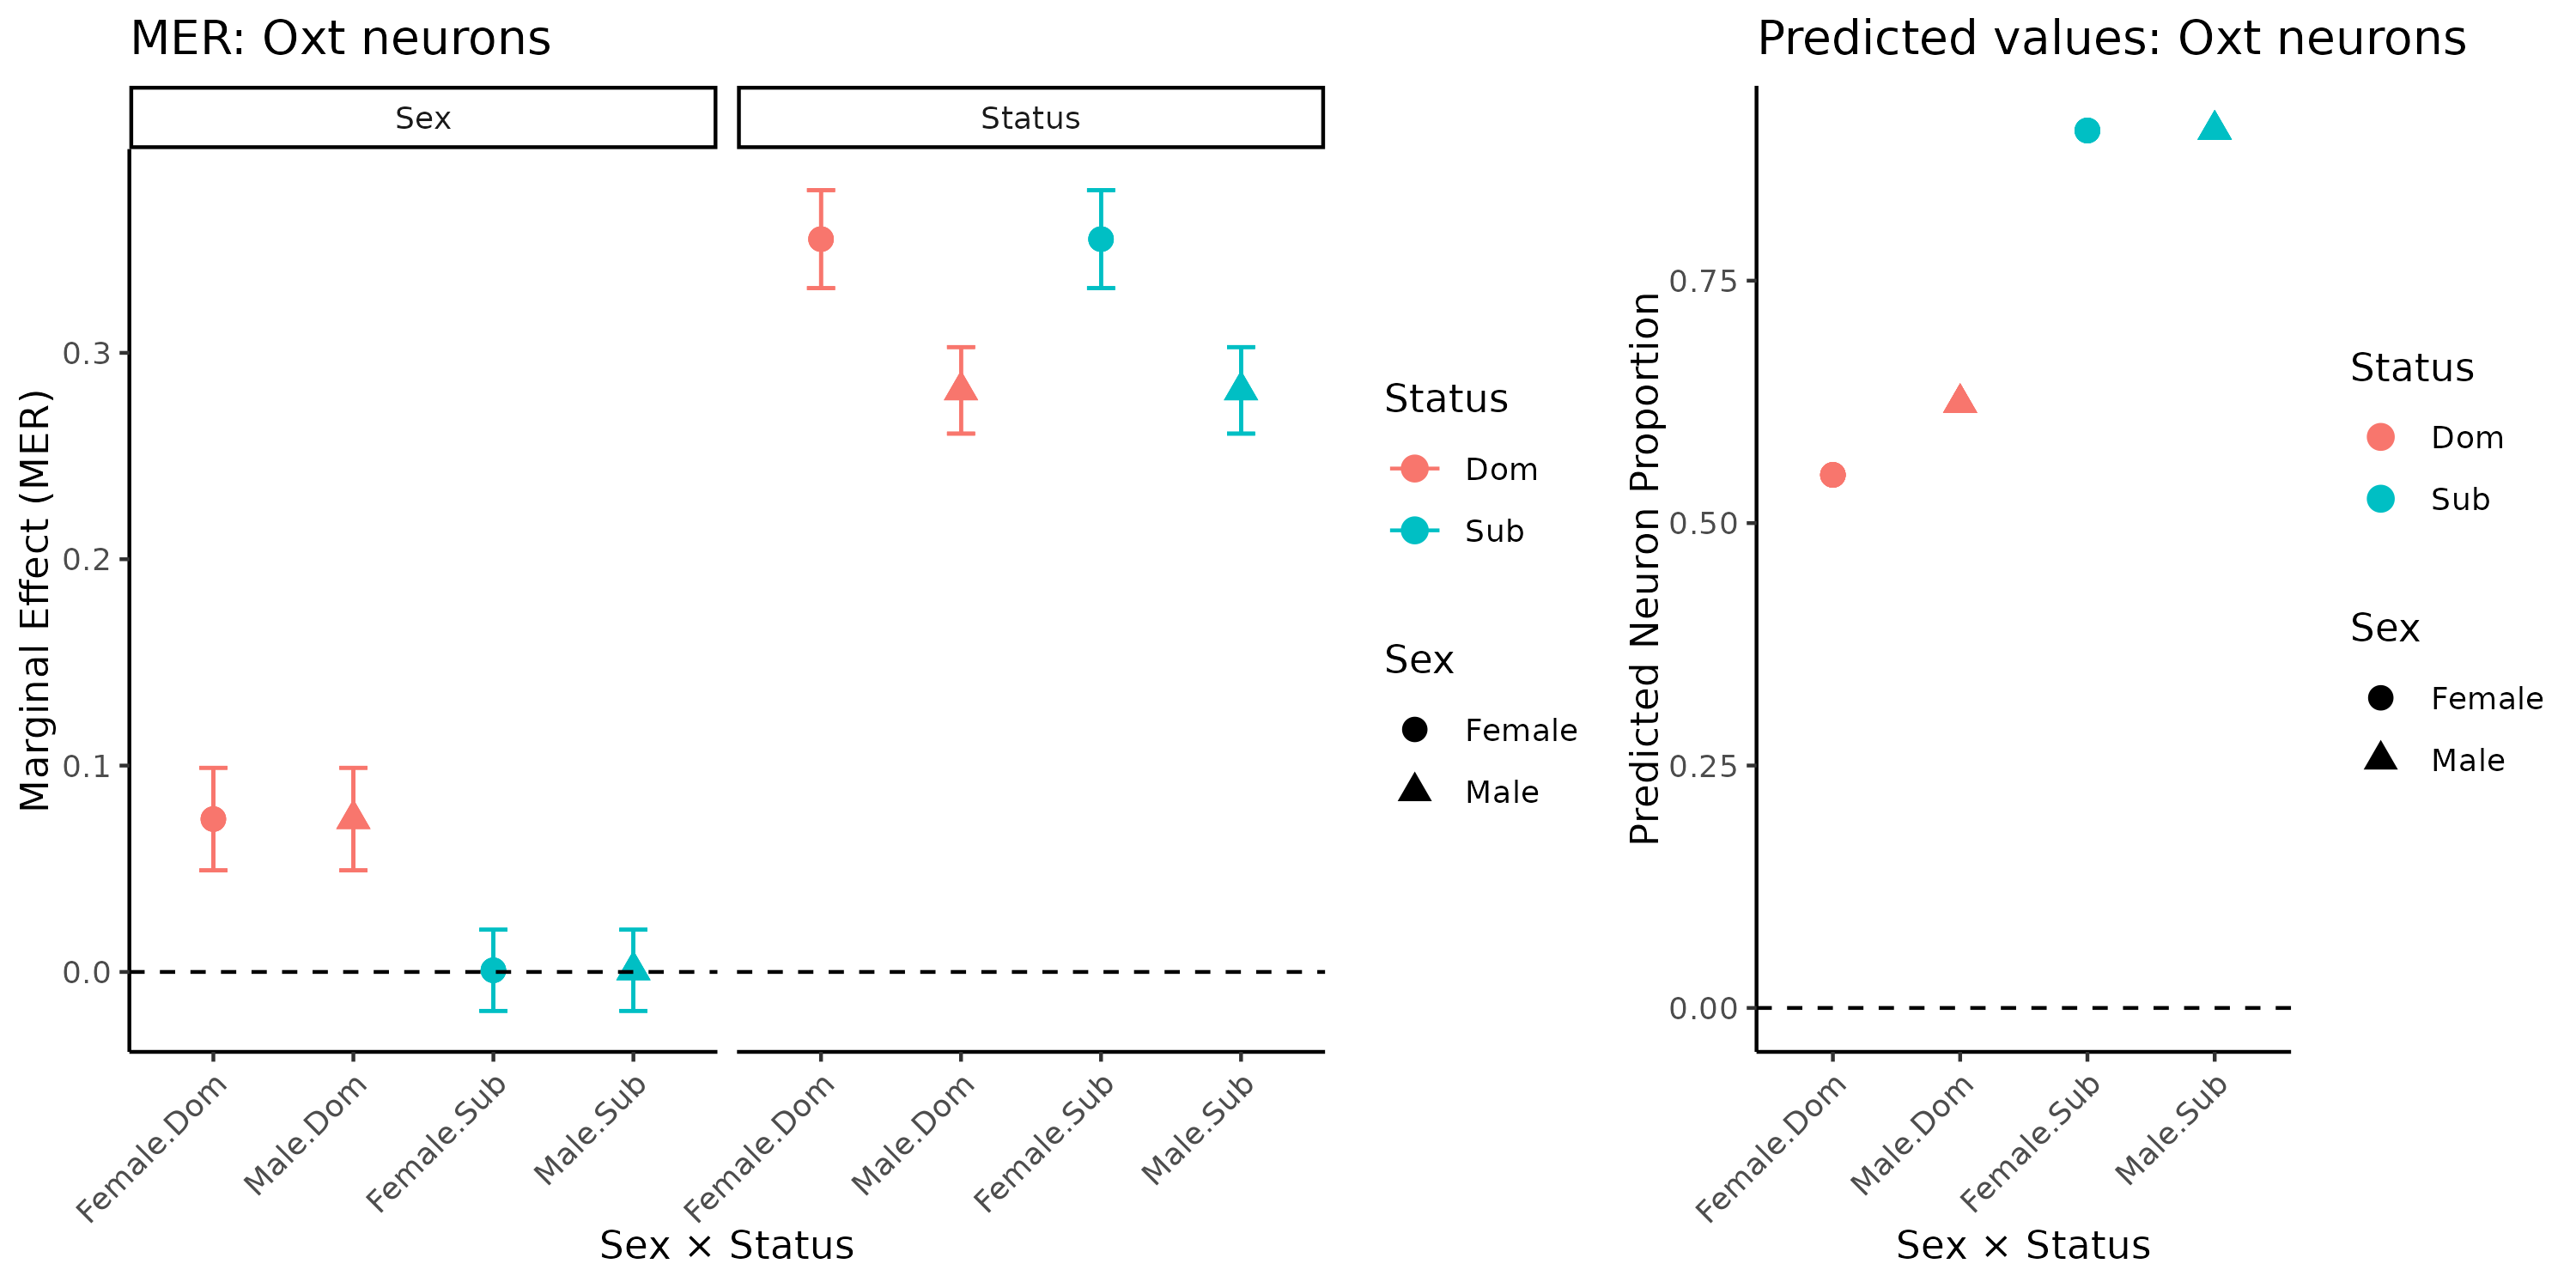 MER: Oxt neurons
Sex
Status
Marginal Effect (MER)
0.3
0.2
0.1
0.0
Female.Dom
Male.Dom
Female.Sub
Male.Sub
Female.Dom
Male.Dom
Female.Sub
Male.Sub
Sex × Status
Status
Dom
Sub
Sex
Female
Male
Predicted values: Oxt neurons
Predicted Neuron Proportion
0.75
0.50
0.25
0.00
Female.Dom
Male.Dom
Female.Sub
Male.Sub
Sex × Status
Status
Dom
Sub
Sex
Female
Male